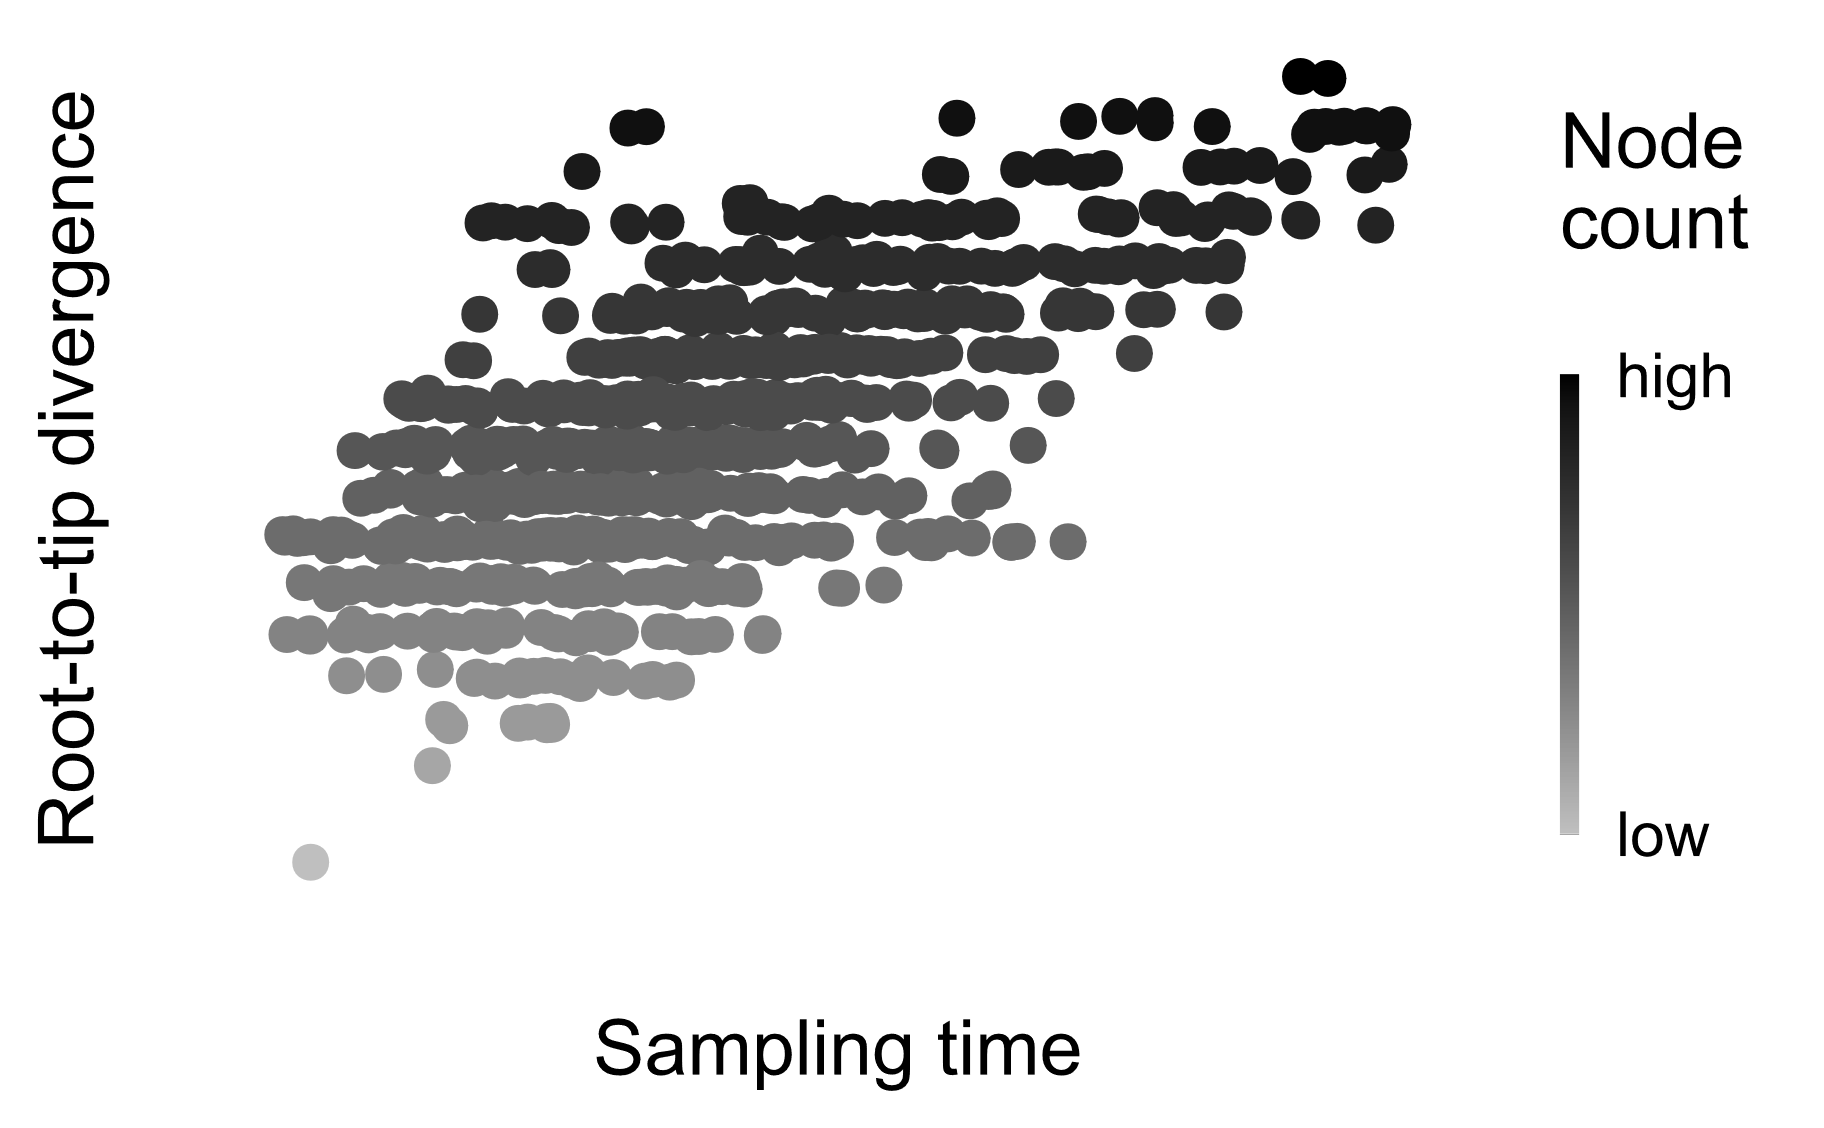 Root-to-tip divergence
Node
count
high
low
Sampling time